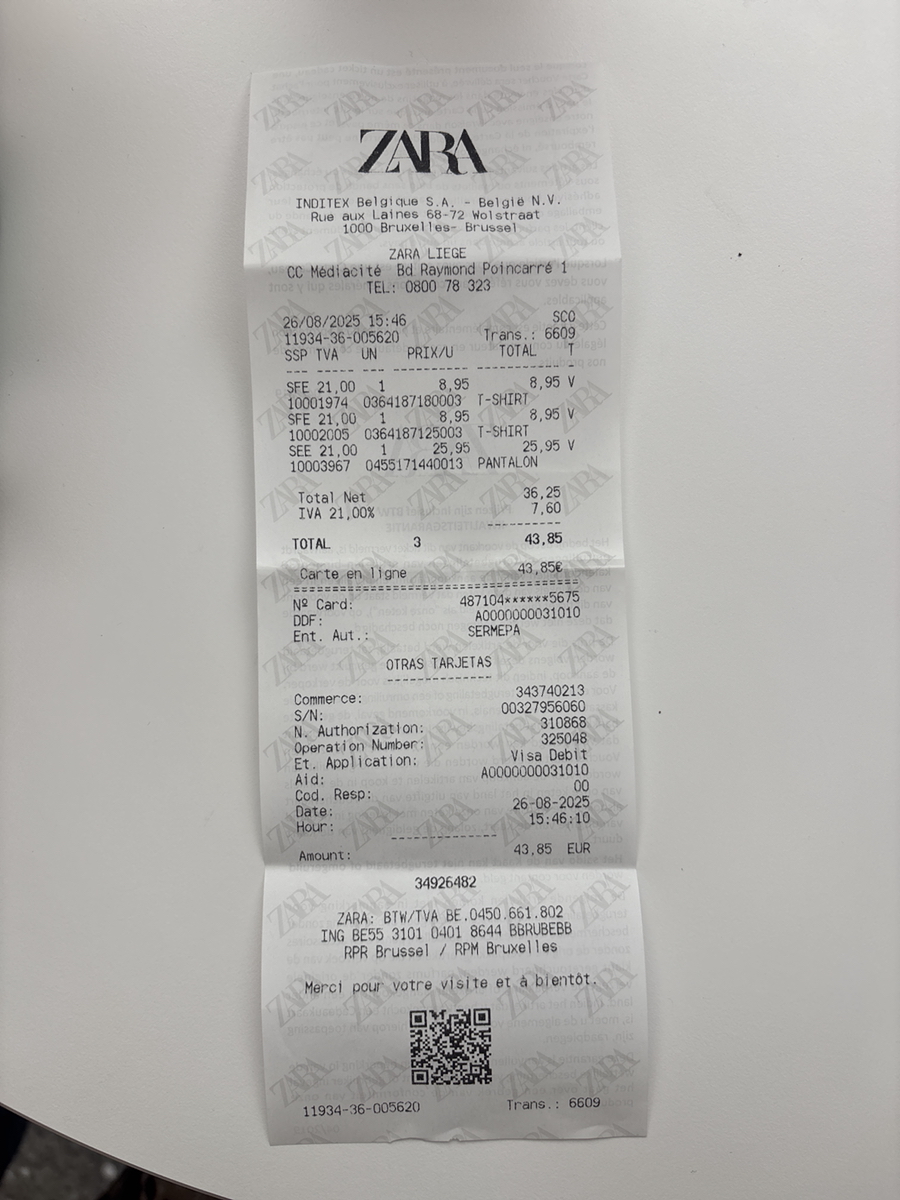 ZARA
INDITEX Belgique S.A. - België N.V.
Rue aux Laines 68-72 Wolstraat
1000 Bruxelles- Brussel
ZARA LIEGE
CC Médiacité Bd Raymond Poincarré 1
TEL: 0800 78 323
26/08/2025 15:46 SCO
11934-36-005620 Trans.: 6609
SSP TVA UN PRIX/U TOTAL T
--- ---- --- ---------- ----------- -
SFE 21,00 1 8,95 8,95 V
10001974 0364187180003 T-SHIRT
SFE 21,00 1 8,95 8,95 V
10002005 0364187125003 T-SHIRT
SEE 21,00 1 25,95 25,95 V
10003967 0455171440013 PANTALON
Total Net 36,25
IVA 21,00% 7,60
----------
TOTAL 3 43,85
Carte en ligne 43,85€
========================================
Nº Card: 487104******5675
DDF: A0000000031010
Ent. Aut.: SERMEPA
OTRAS TARJETAS
--------------
Commerce: 343740213
S/N: 00327956060
N. Authorization: 310868
Operation Number: 325048
Et. Application: Visa Debit
Aid: A0000000031010
Cod. Resp: 00
Date: 26-08-2025
Hour: 15:46:10
--------------
Amount: 43,85 EUR
34926482
ZARA: BTW/TVA BE.0450.661.802
ING BE55 3101 0401 8644 BBRUBEBB
RPR Brussel / RPM Bruxelles
Merci pour votre visite et à bientôt.
11934-36-005620 Trans.: 6609